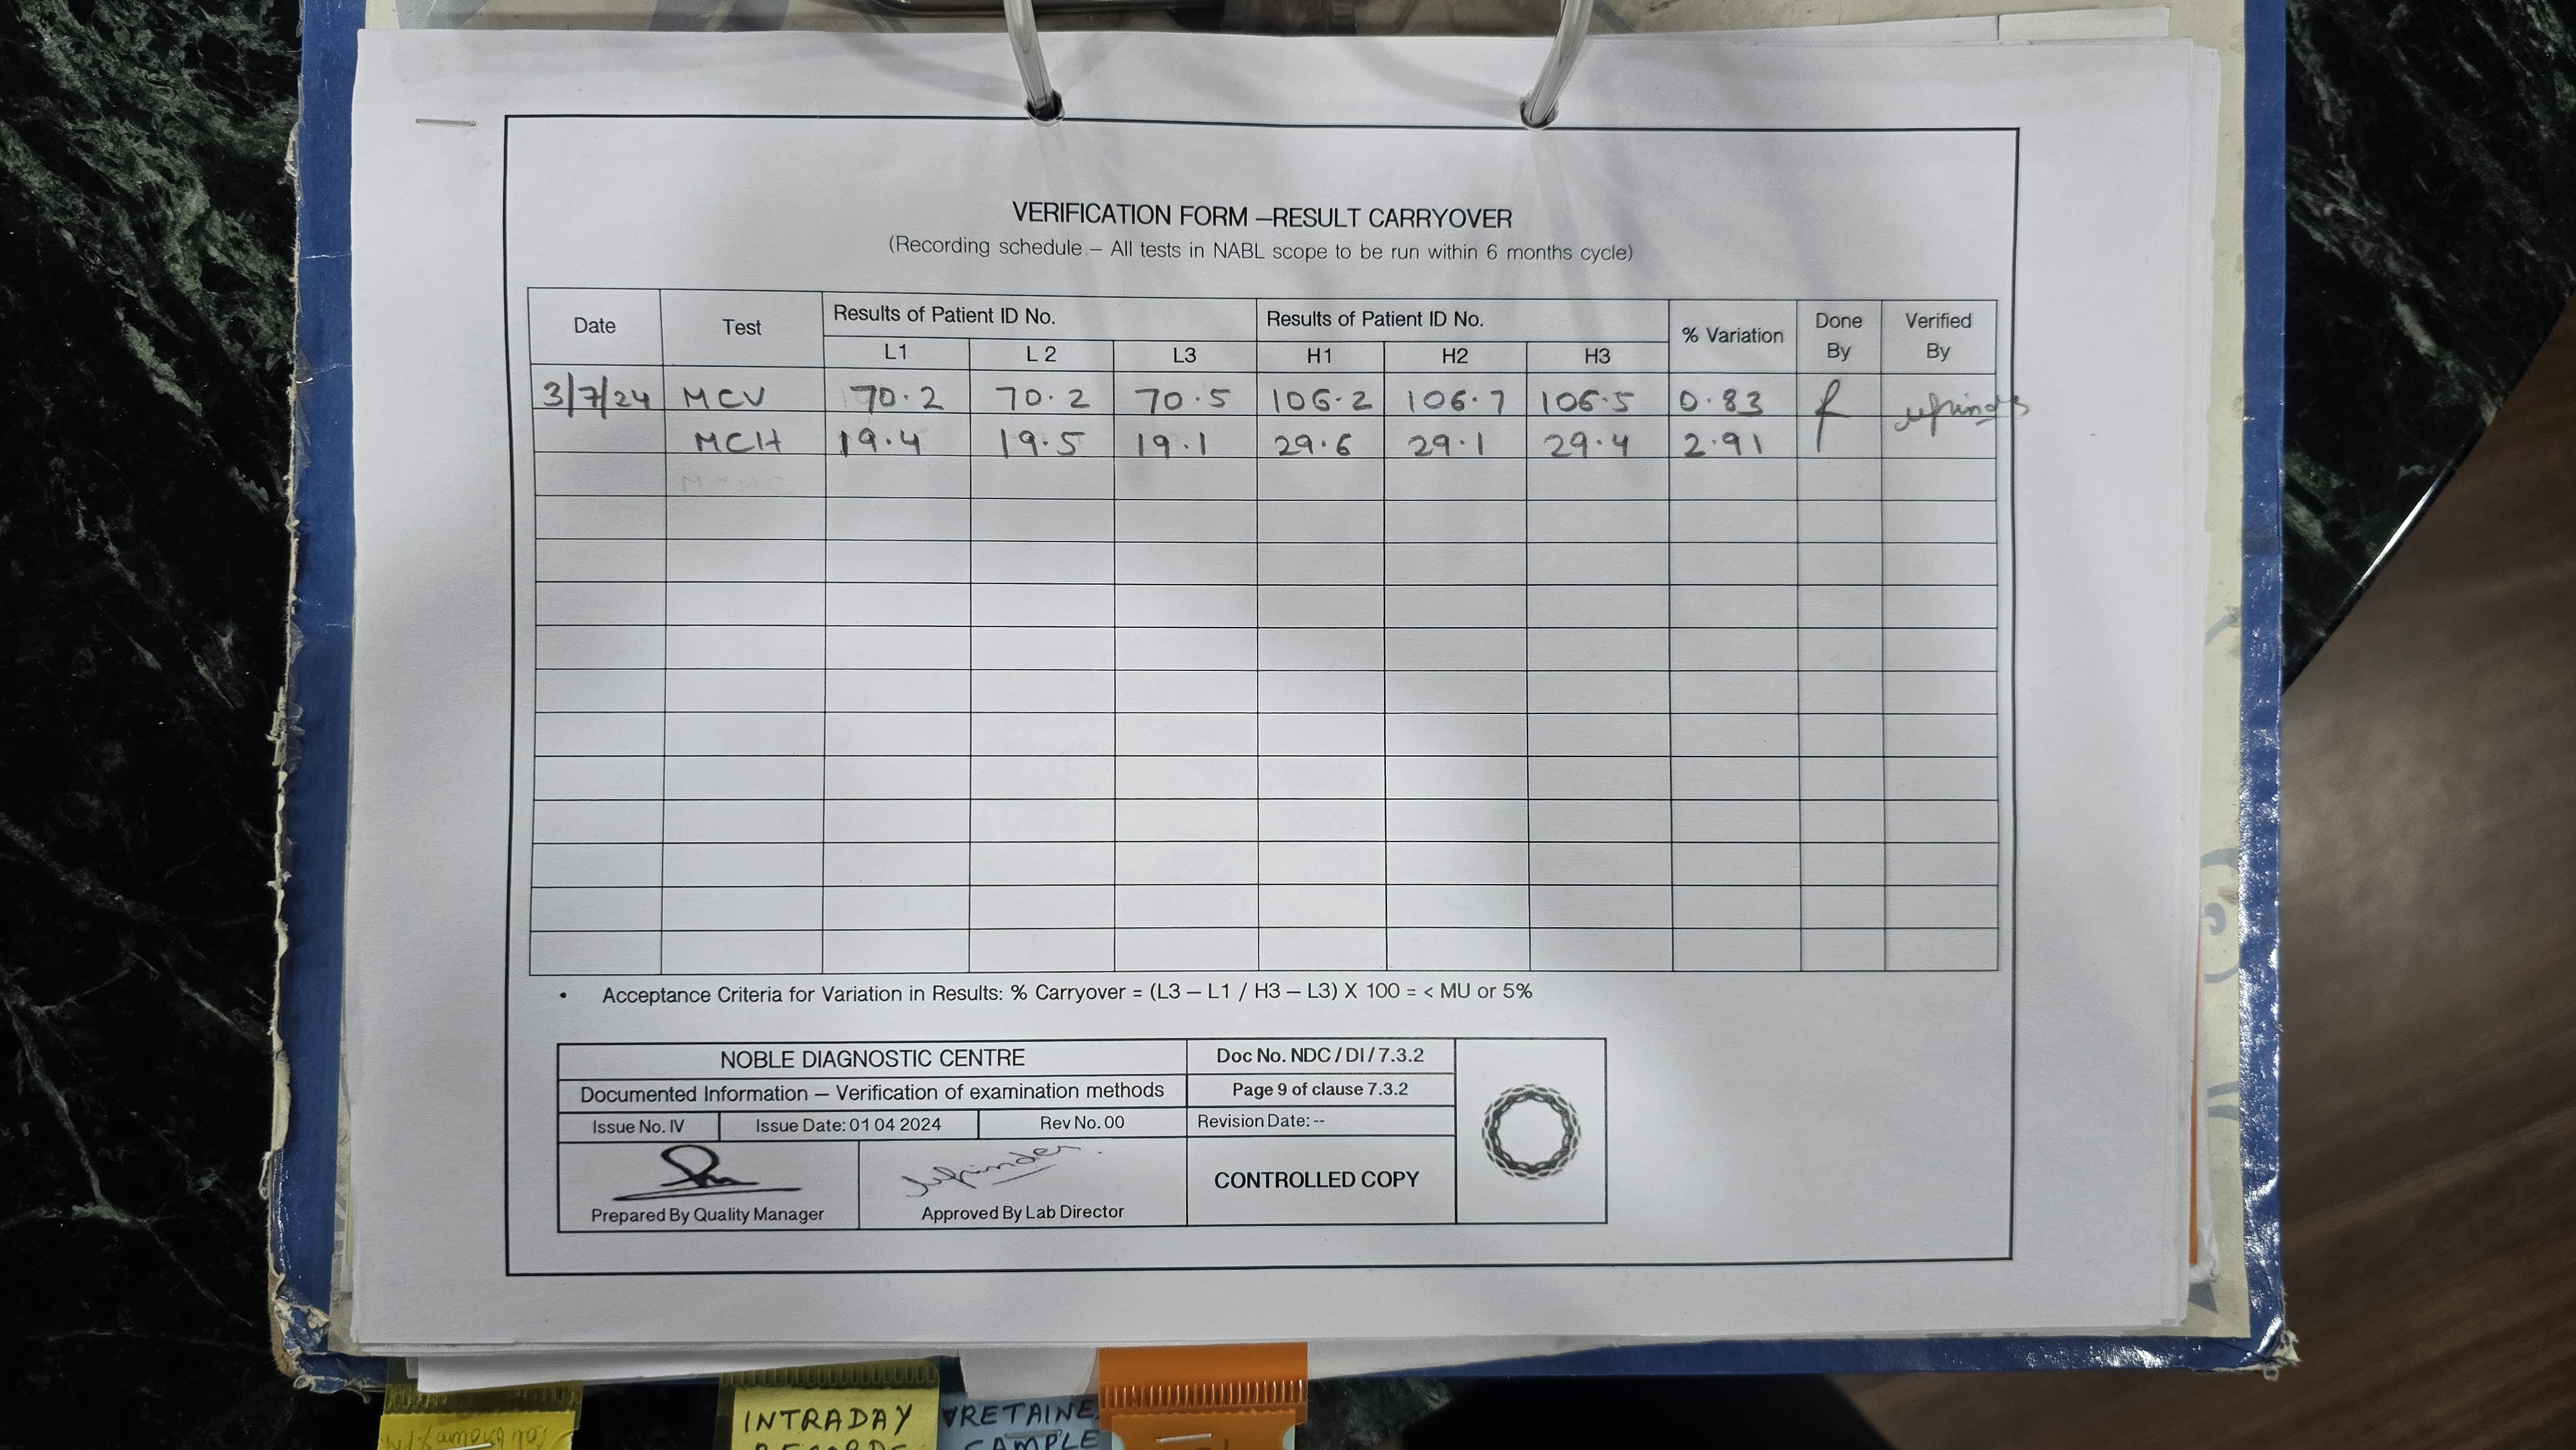 VERIFICATION FORM –RESULT CARRYOVER
(Recording schedule – All tests in NABL scope to be run within 6 months cycle)
Date Test Results of Patient ID No. Results of Patient ID No. % Variation Done By Verified By
L1 L2 L3 H1 H2 H3
3/7/24 MCV 70.2 70.2 70.5 106.2 106.7 106.5 0.83
MCH 19.4 19.5 19.1 29.6 29.1 29.4 2.91
• Acceptance Criteria for Variation in Results: % Carryover = (L3 – L1 / H3 – L3) X 100 = < MU or 5%
NOBLE DIAGNOSTIC CENTRE Doc No. NDC / DI / 7.3.2
Documented Information – Verification of examination methods Page 9 of clause 7.3.2
Issue No. IV Issue Date: 01 04 2024 Rev No. 00 Revision Date: --
Prepared By Quality Manager Approved By Lab Director CONTROLLED COPY
INTRADAY
RETAINE
SAMPLE